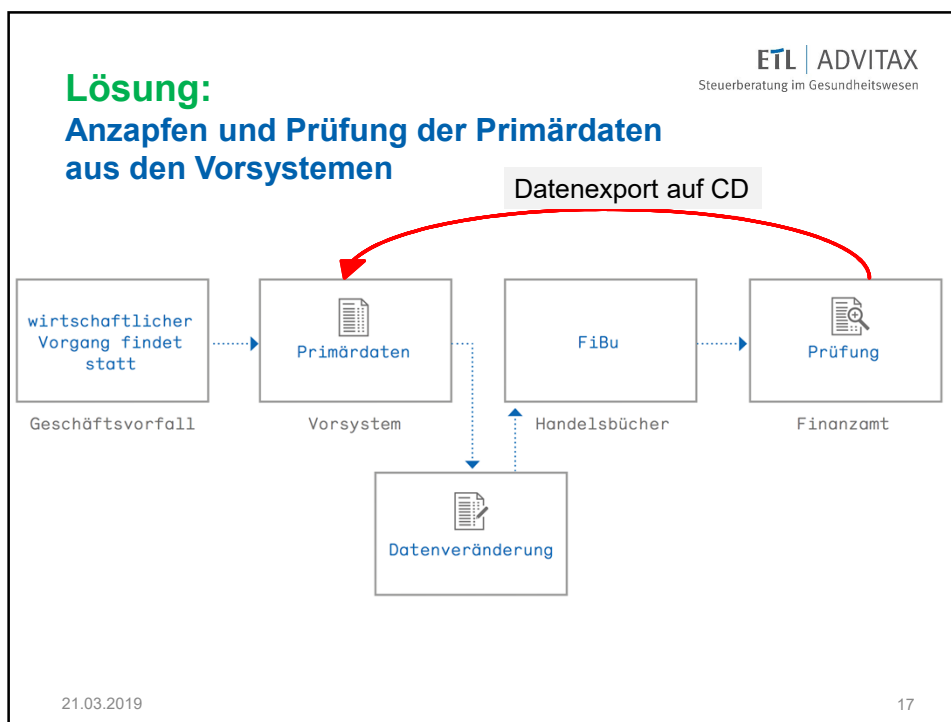 ETL | ADVITAX
Steuerberatung im Gesundheitswesen
Lösung:
Anzapfen und Prüfung der Primärdaten
aus den Vorsystemen
Datenexport auf CD
wirtschaftlicher
Vorgang findet
statt
Geschäftsvorfall
Primärdaten
Vorsystem
FiBu
Handelsbücher
Prüfung
Finanzamt
Datenveränderung
21.03.2019
17